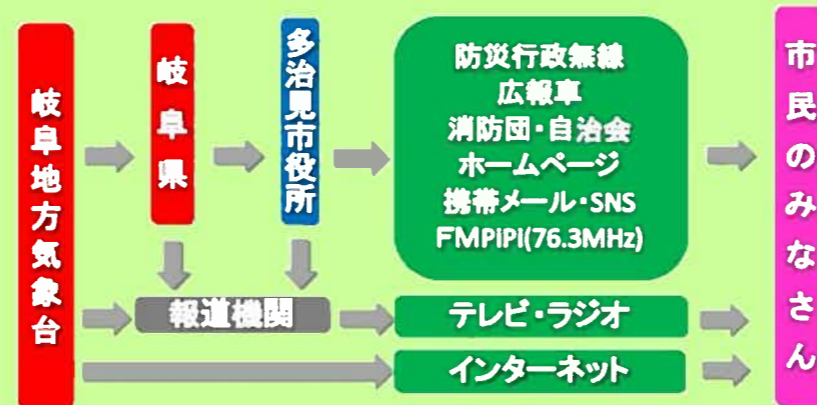 岐阜地方気象台
岐阜県
多治見市役所
防災行政無線
広報車
消防団・自治会
ホームページ
携帯メール・SNS
FMPiPi(76.3MHz)
報道機関
テレビ・ラジオ
インターネット
市民のみなさん